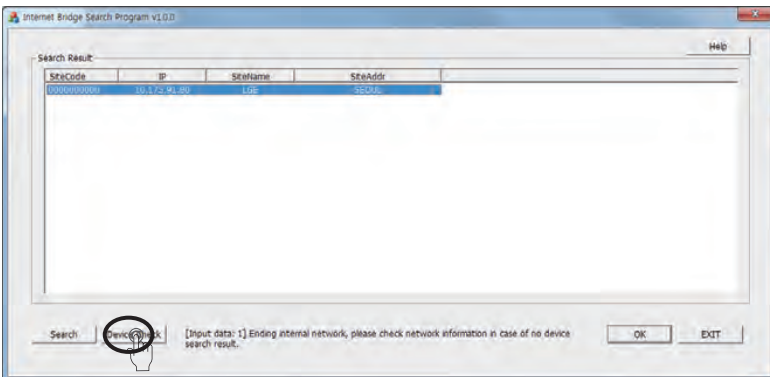 Internet Bridge Search Program v1.0.0
Help
Search Result
SiteCode IP SiteName SiteAddr
0000000000 10.173.91.80 LGE SEOUL
Search Device Check [Input data: 1] Ending internal network, please check network information in case of no device
search result.
OK EXIT